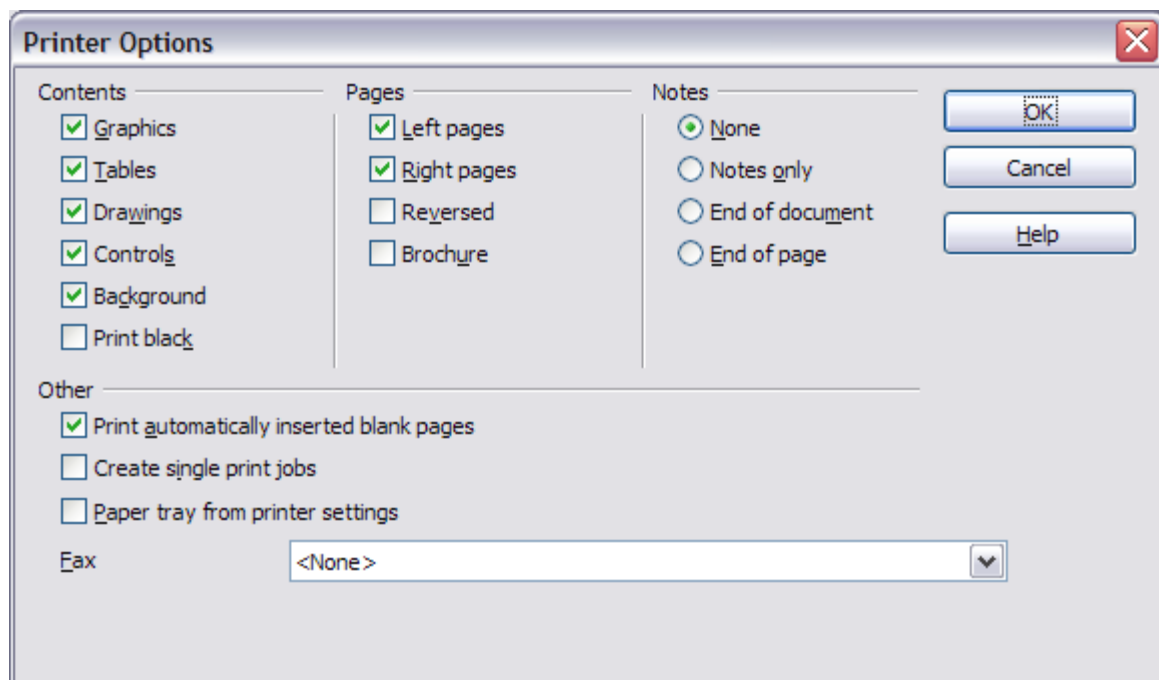 Printer Options
Contents
Graphics
Tables
Drawings
Controls
Background
Print black
Pages
Left pages
Right pages
Reversed
Brochure
Notes
None
Notes only
End of document
End of page
OK
Cancel
Help
Other
Print automatically inserted blank pages
Create single print jobs
Paper tray from printer settings
Fax
<None>